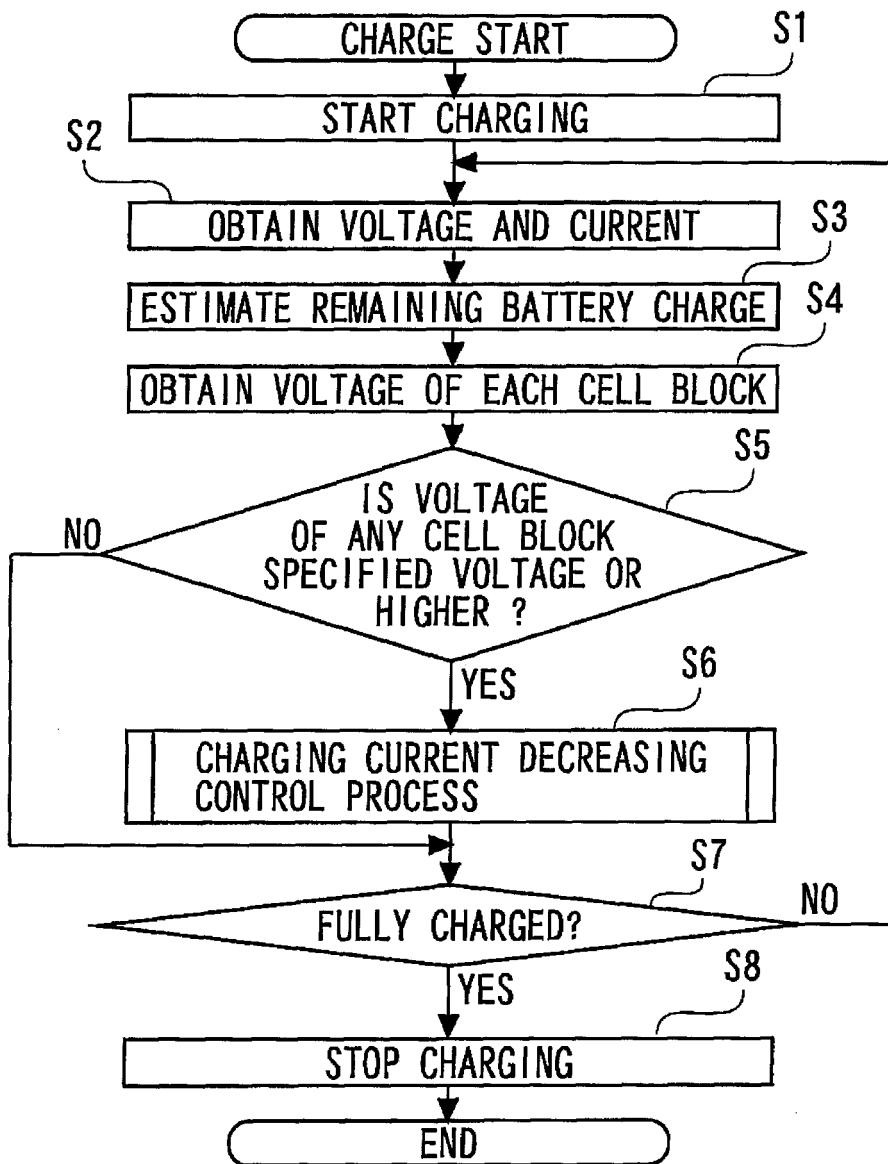 CHARGE START
S1
START CHARGING
S2
OBTAIN VOLTAGE AND CURRENT
S3
ESTIMATE REMAINING BATTERY CHARGE
S4
OBTAIN VOLTAGE OF EACH CELL BLOCK
S5
IS VOLTAGE
OF ANY CELL BLOCK
SPECIFIED VOLTAGE OR
HIGHER ?
NO
YES
S6
CHARGING CURRENT DECREASING
CONTROL PROCESS
S7
FULLY CHARGED?
NO
YES
S8
STOP CHARGING
END